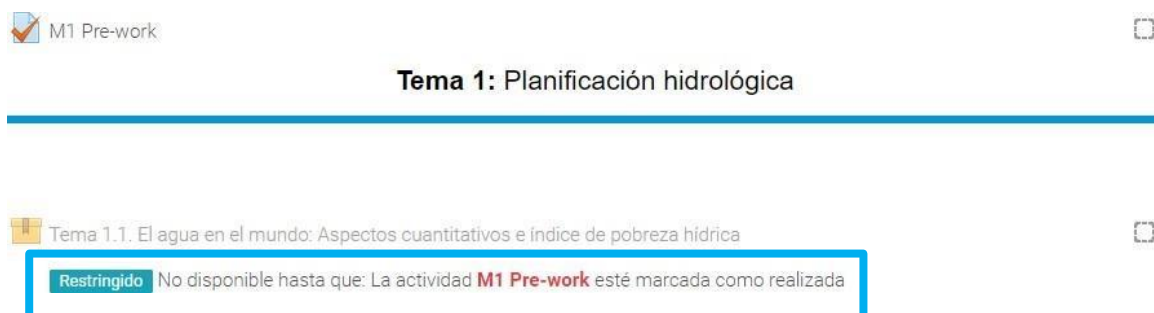 M1 Pre-work
Tema 1: Planificación hidrológica
Tema 1.1. El agua en el mundo: Aspectos cuantitativos e índice de pobreza hídrica
Restringido No disponible hasta que: La actividad M1 Pre-work esté marcada como realizada